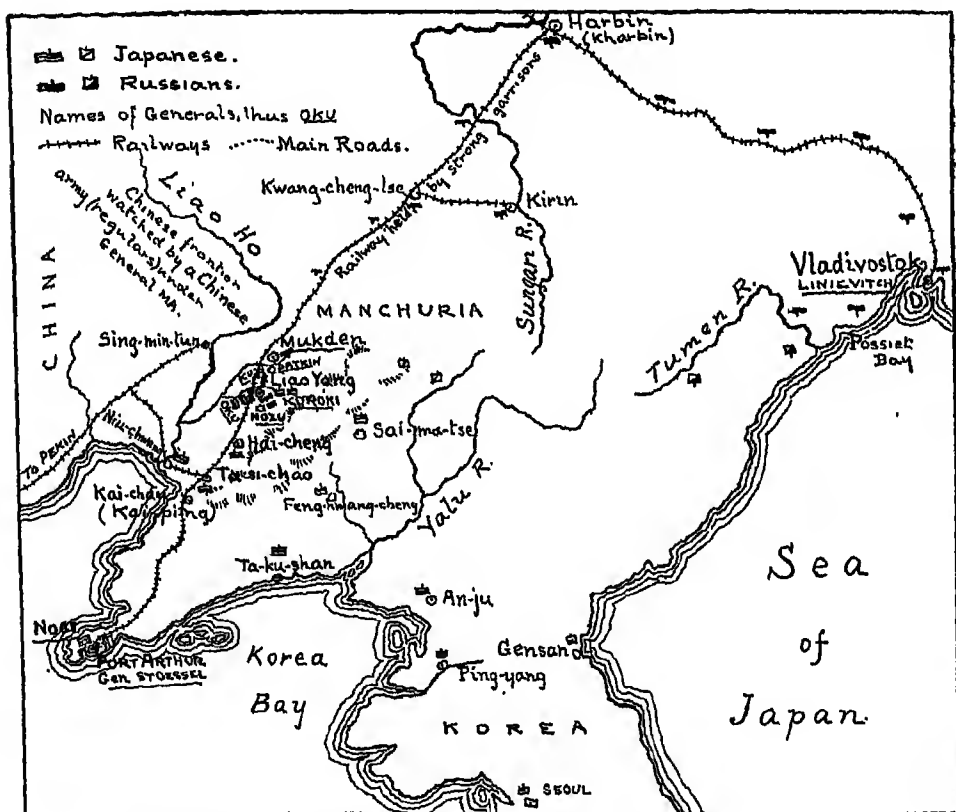 Japanese.
Russians.
Names of Generals, thus OKU
Railways Main Roads.
Harbin
(Kharbin)
Liao Ho
Chinese frontier
watched by a Chinese
army (regulars) under
General MA.
CHINA
Kwang-cheng-tse
Railway held by strong garrisons
Kirin
Sungari R.
Vladivostok
LINIEVITCH
MANCHURIA
Tumen R.
Possiet
Bay
Sing-min-tun
Mukden
KUROPATKIN
Liao Yang
OKU
KUROKI
NOZU
Hai-cheng
Sai-ma-tse
TO PEKIN
Niu-chwang
Ta-si-chao
Kai-chau
(Kai-ping)
Feng-hwang-cheng
Yalu R.
Ta-ku-shan
An-ju
Sea
of
Japan.
NOGI
PORT ARTHUR
Gen. STOESSEL
Korea
Bay
Gensan
Ping-yang
KOREA
SEOUL